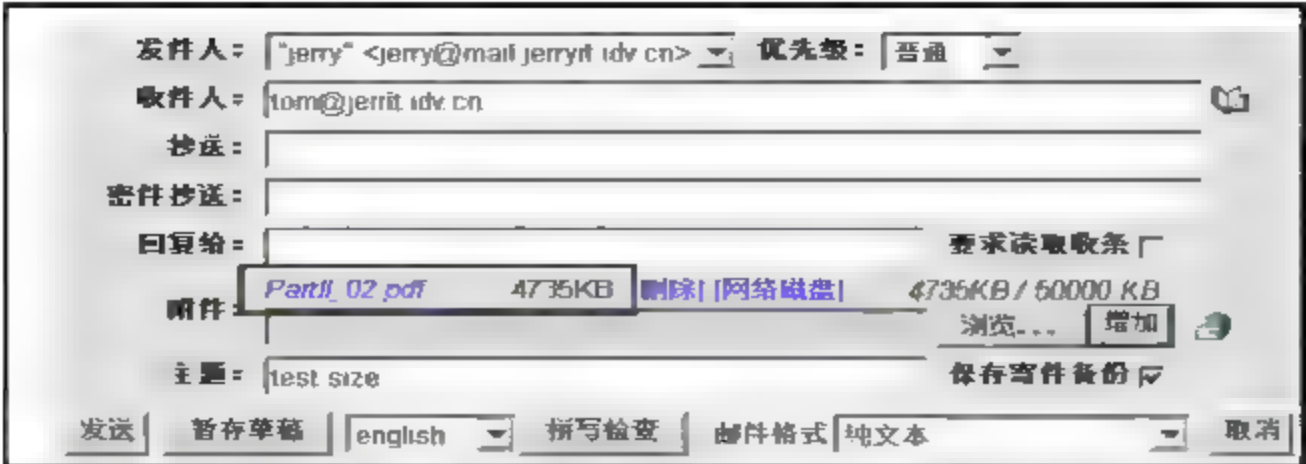 发件人： "jerry" <jerry@mail.jerryit.idv.cn> 优先级： 普通
收件人： tom@jerrit.idv.cn
抄送：
密件抄送：
回复给： 要求读取收条
PartII_02.pdf 4735KB [删除] [网络磁盘] 4735KB / 50000 KB
附件： 浏览... 增加
主题： test size 保存寄件备份
发送 暂存草稿 english 拼写检查 邮件格式 纯文本 取消